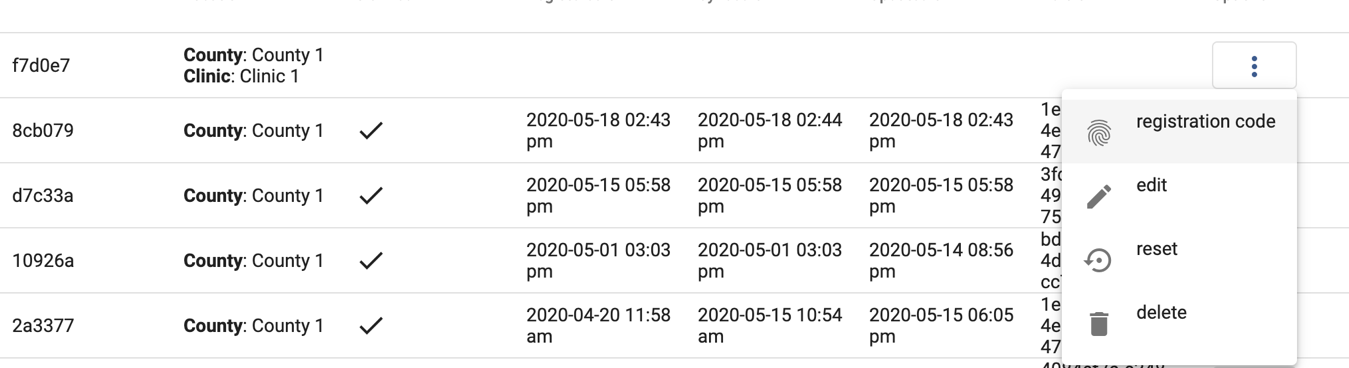 f7d0e7
County: County 1
Clinic: Clinic 1
8cb079
County: County 1
2020-05-18 02:43
pm
2020-05-18 02:44
pm
2020-05-18 02:43
pm
1e
4e
47
d7c33a
County: County 1
2020-05-15 05:58
pm
2020-05-15 05:58
pm
2020-05-15 05:58
pm
49
75
10926a
County: County 1
2020-05-01 03:03
pm
2020-05-01 03:03
pm
2020-05-14 08:56
pm
bd
4d
2a3377
County: County 1
2020-04-20 11:58
am
2020-05-15 10:54
am
2020-05-15 06:05
pm
1e
4e
47
registration code
edit
reset
delete